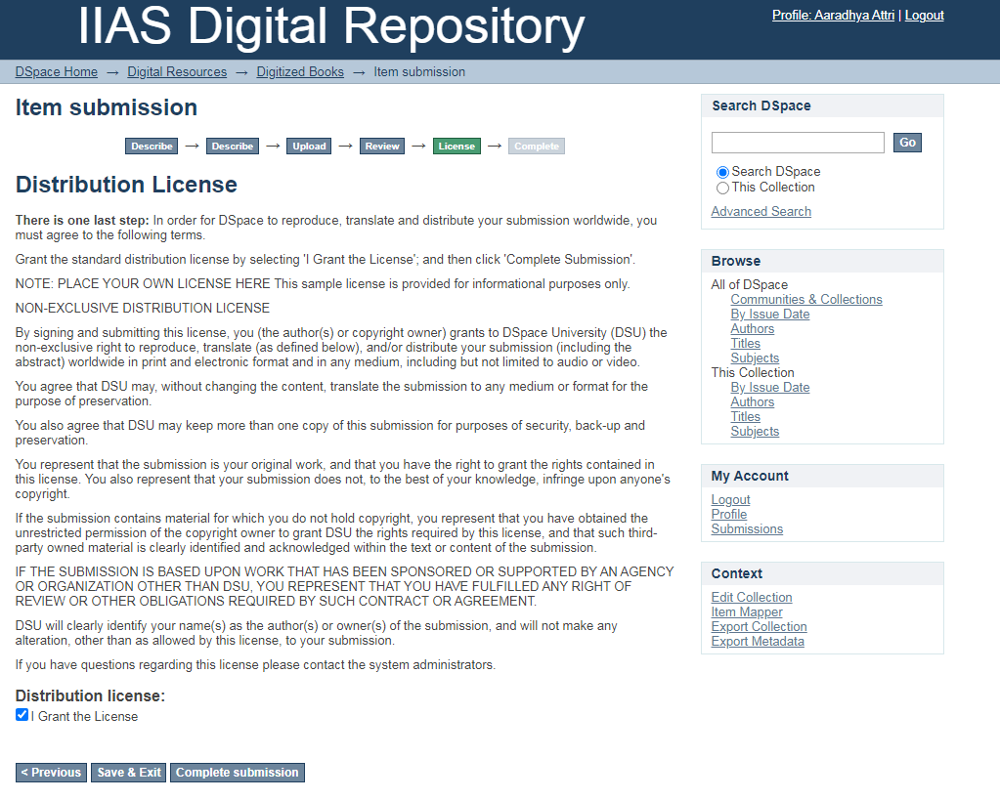 IIAS Digital Repository
Profile: Aaradhya Attri | Logout
DSpace Home → Digital Resources → Digitized Books → Item submission
Item submission
Describe → Describe → Upload → Review → License → Complete
Distribution License
There is one last step: In order for DSpace to reproduce, translate and distribute your submission worldwide, you
must agree to the following terms.
Grant the standard distribution license by selecting 'I Grant the License'; and then click 'Complete Submission'.
NOTE: PLACE YOUR OWN LICENSE HERE This sample license is provided for informational purposes only.
NON-EXCLUSIVE DISTRIBUTION LICENSE
By signing and submitting this license, you (the author(s) or copyright owner) grants to DSpace University (DSU) the
non-exclusive right to reproduce, translate (as defined below), and/or distribute your submission (including the
abstract) worldwide in print and electronic format and in any medium, including but not limited to audio or video.
You agree that DSU may, without changing the content, translate the submission to any medium or format for the
purpose of preservation.
You also agree that DSU may keep more than one copy of this submission for purposes of security, back-up and
preservation.
You represent that the submission is your original work, and that you have the right to grant the rights contained in
this license. You also represent that your submission does not, to the best of your knowledge, infringe upon anyone's
copyright.
If the submission contains material for which you do not hold copyright, you represent that you have obtained the
unrestricted permission of the copyright owner to grant DSU the rights required by this license, and that such third-
party owned material is clearly identified and acknowledged within the text or content of the submission.
IF THE SUBMISSION IS BASED UPON WORK THAT HAS BEEN SPONSORED OR SUPPORTED BY AN AGENCY
OR ORGANIZATION OTHER THAN DSU, YOU REPRESENT THAT YOU HAVE FULFILLED ANY RIGHT OF
REVIEW OR OTHER OBLIGATIONS REQUIRED BY SUCH CONTRACT OR AGREEMENT.
DSU will clearly identify your name(s) as the author(s) or owner(s) of the submission, and will not make any
alteration, other than as allowed by this license, to your submission.
If you have questions regarding this license please contact the system administrators.
Distribution license:
I Grant the License
< Previous
Save & Exit
Complete submission
Search DSpace
Go
Search DSpace
This Collection
Advanced Search
Browse
All of DSpace
Communities & Collections
By Issue Date
Authors
Titles
Subjects
This Collection
By Issue Date
Authors
Titles
Subjects
My Account
Logout
Profile
Submissions
Context
Edit Collection
Item Mapper
Export Collection
Export Metadata